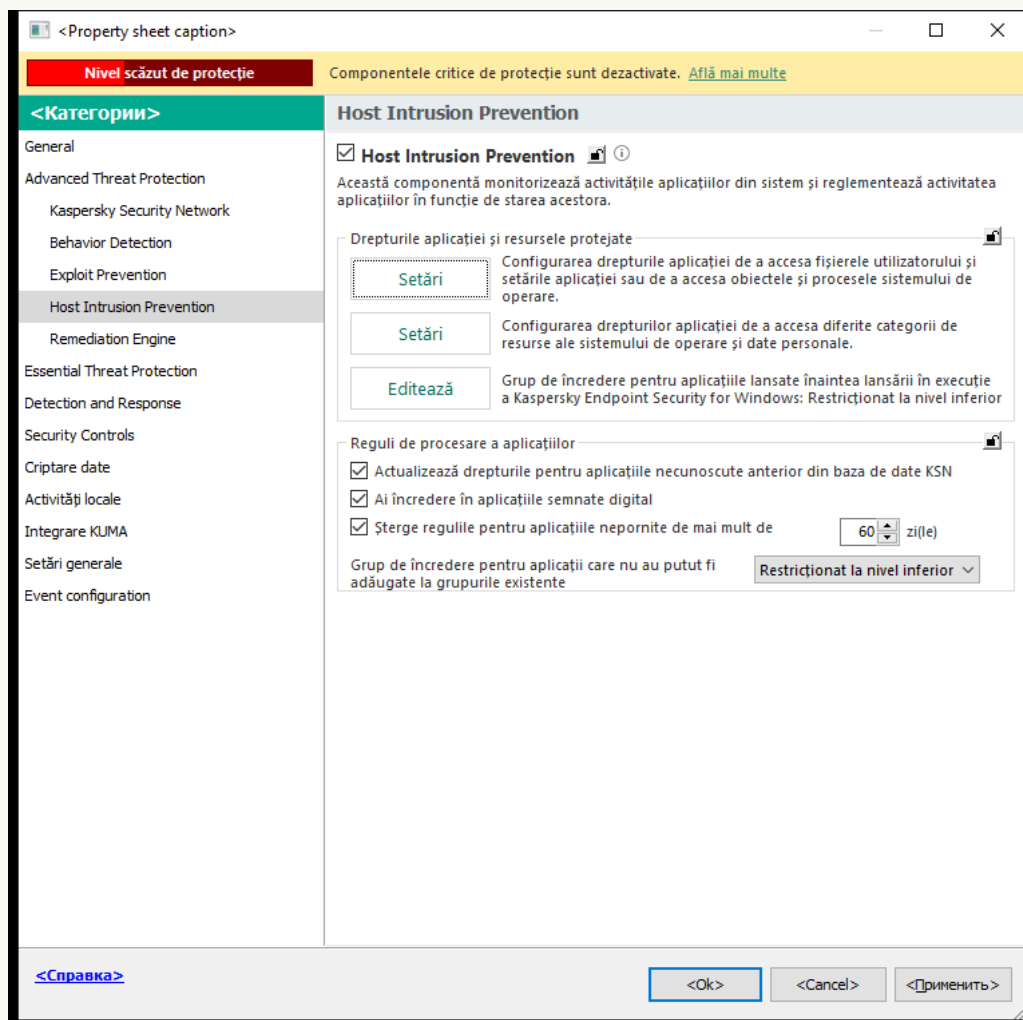 <Property sheet caption>
Nivel scăzut de protecție
Componentele critice de protecție sunt dezactivate. Află mai multe
<Категории>
General
Advanced Threat Protection
Kaspersky Security Network
Behavior Detection
Exploit Prevention
Host Intrusion Prevention
Remediation Engine
Essential Threat Protection
Detection and Response
Security Controls
Criptare date
Activități locale
Integrare KUMA
Setări generale
Event configuration
Host Intrusion Prevention
Host Intrusion Prevention
Această componentă monitorizează activitățile aplicațiilor din sistem și reglementează activitatea
aplicațiilor în funcție de starea acestora.
Drepturile aplicației și resursele protejate
Setări
Configurarea drepturile aplicației de a accesa fișierele utilizatorului și
setările aplicației sau de a accesa obiectele și procesele sistemului de
operare.
Setări
Configurarea drepturilor aplicației de a accesa diferite categorii de
resurse ale sistemului de operare și date personale.
Editează
Grup de încredere pentru aplicațiile lansate înaintea lansării în execuție
a Kaspersky Endpoint Security for Windows: Restricționat la nivel inferior
Reguli de procesare a aplicațiilor
Actualizează drepturile pentru aplicațiile necunoscute anterior din baza de date KSN
Ai încredere în aplicațiile semnate digital
Șterge regulile pentru aplicațiile nepornite de mai mult de 60 zi(le)
Grup de încredere pentru aplicații care nu au putut fi
adăugate la grupurile existente
Restricționat la nivel inferior
<Справка>
<Ok>
<Cancel>
<Применить>